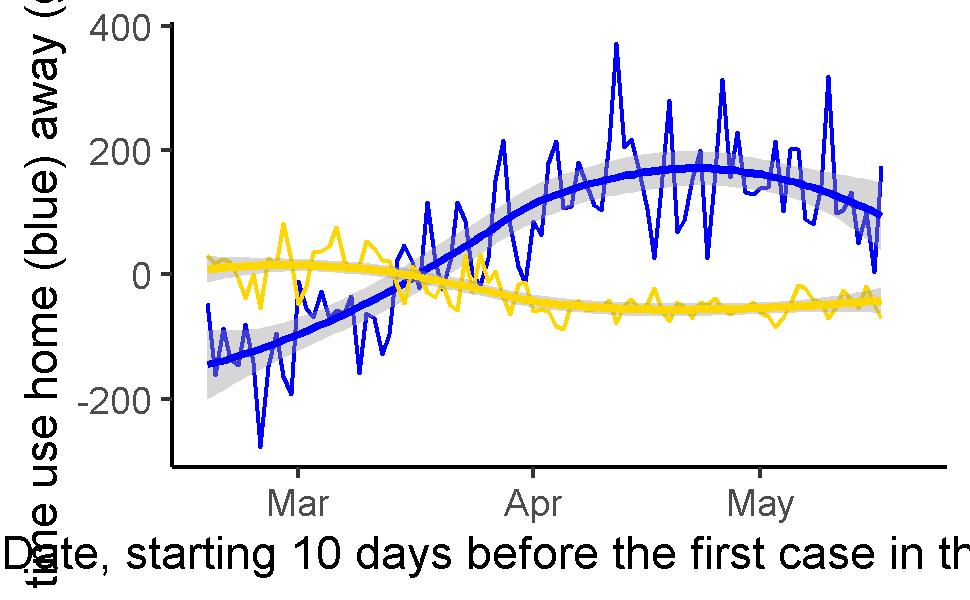 400
200
0
-200
time use home (blue) away (
Mar Apr May
Date, starting 10 days before the first case in th